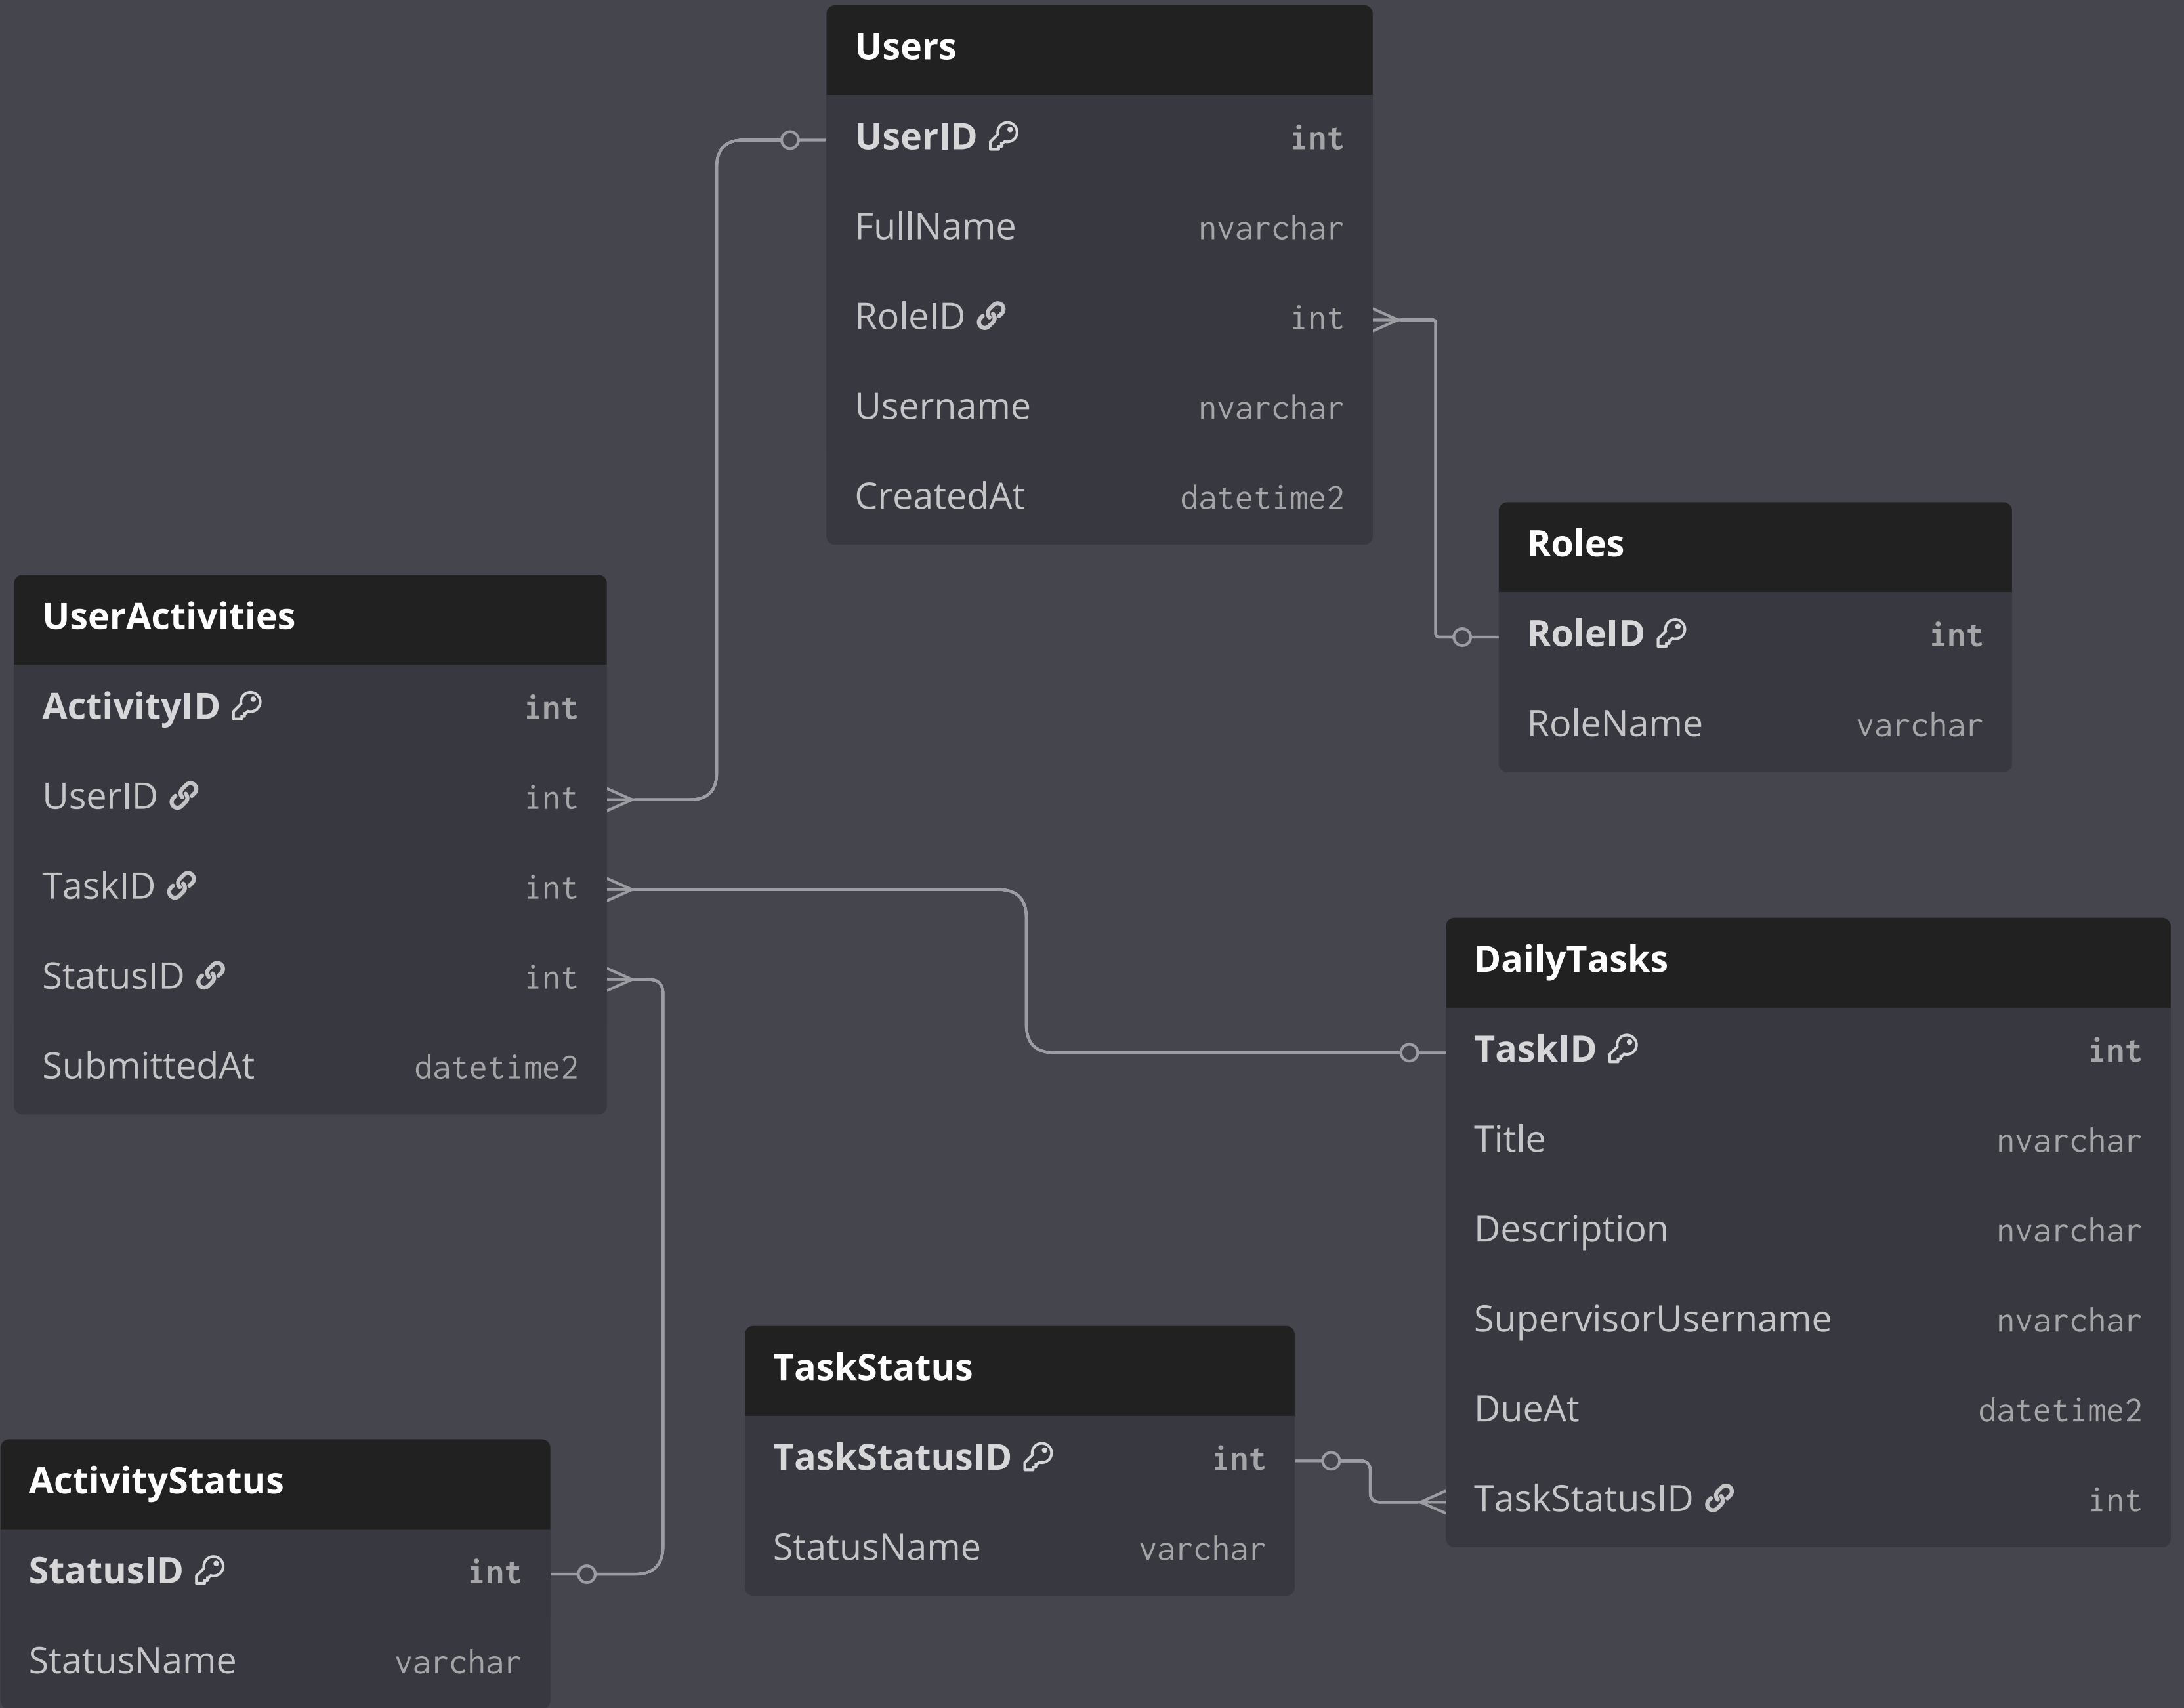 Users
UserID int
FullName nvarchar
RoleID int
Username nvarchar
CreatedAt datetime2
Roles
RoleID int
RoleName varchar
UserActivities
ActivityID int
UserID int
TaskID int
StatusID int
SubmittedAt datetime2
DailyTasks
TaskID int
Title nvarchar
Description nvarchar
SupervisorUsername nvarchar
DueAt datetime2
TaskStatusID int
TaskStatus
TaskStatusID int
StatusName varchar
ActivityStatus
StatusID int
StatusName varchar